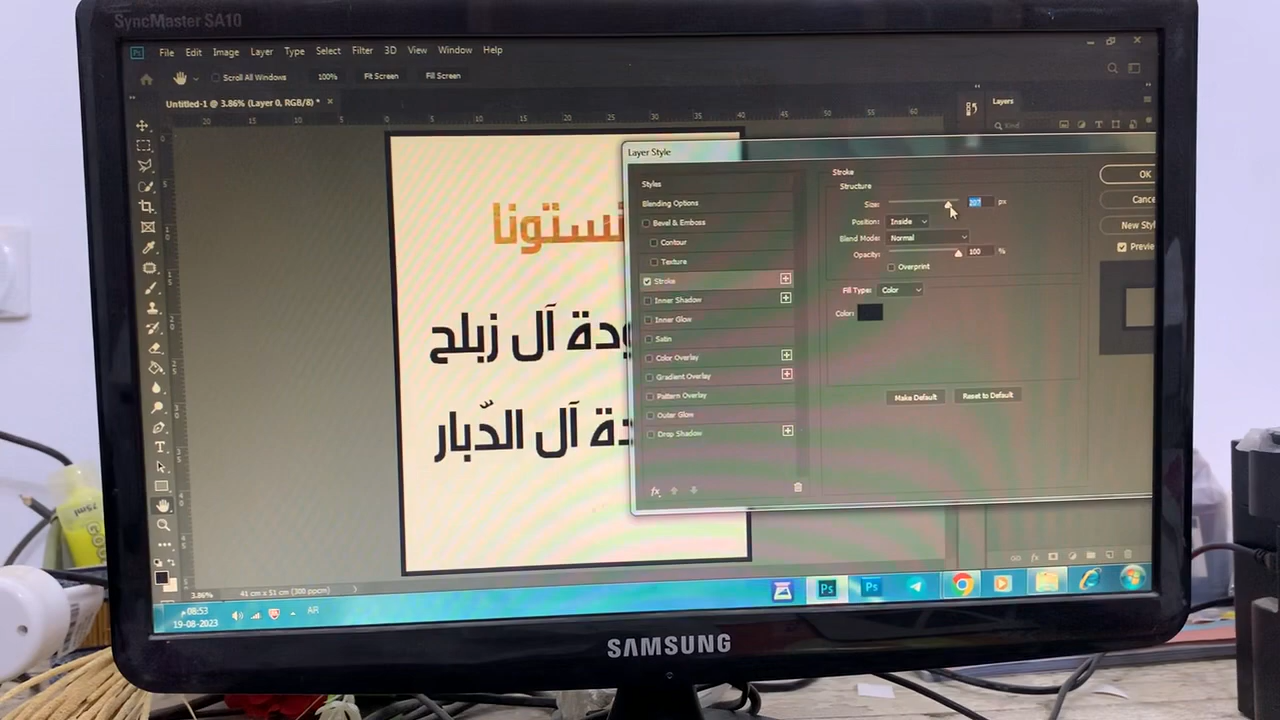 SyncMaster SA10
File Edit Image Layer Type Select Filter 3D View Window Help
Scroll All Windows 100% Fit Screen Fill Screen
Untitled-1 @ 3.86% (Layer 0, RGB/8) *
Layers
Layer Style
Styles
Blending Options
Bevel & Emboss
Contour
Texture
Stroke
Inner Shadow
Inner Glow
Satin
Color Overlay
Gradient Overlay
Pattern Overlay
Outer Glow
Drop Shadow
fx
Stroke
Structure
Size: px
Position: Inside
Blend Mode: Normal
Opacity: 100 %
Overprint
Fill Type: Color
Color:
Make Default Reset to Default
OK
Cance
New Styl
Previe
نستونا
ودة آل زبلح
دة آل الدّبار
3.86% 41 cm x 51 cm (300 ppcm)
08:53
19-08-2023
AR
SAMSUNG